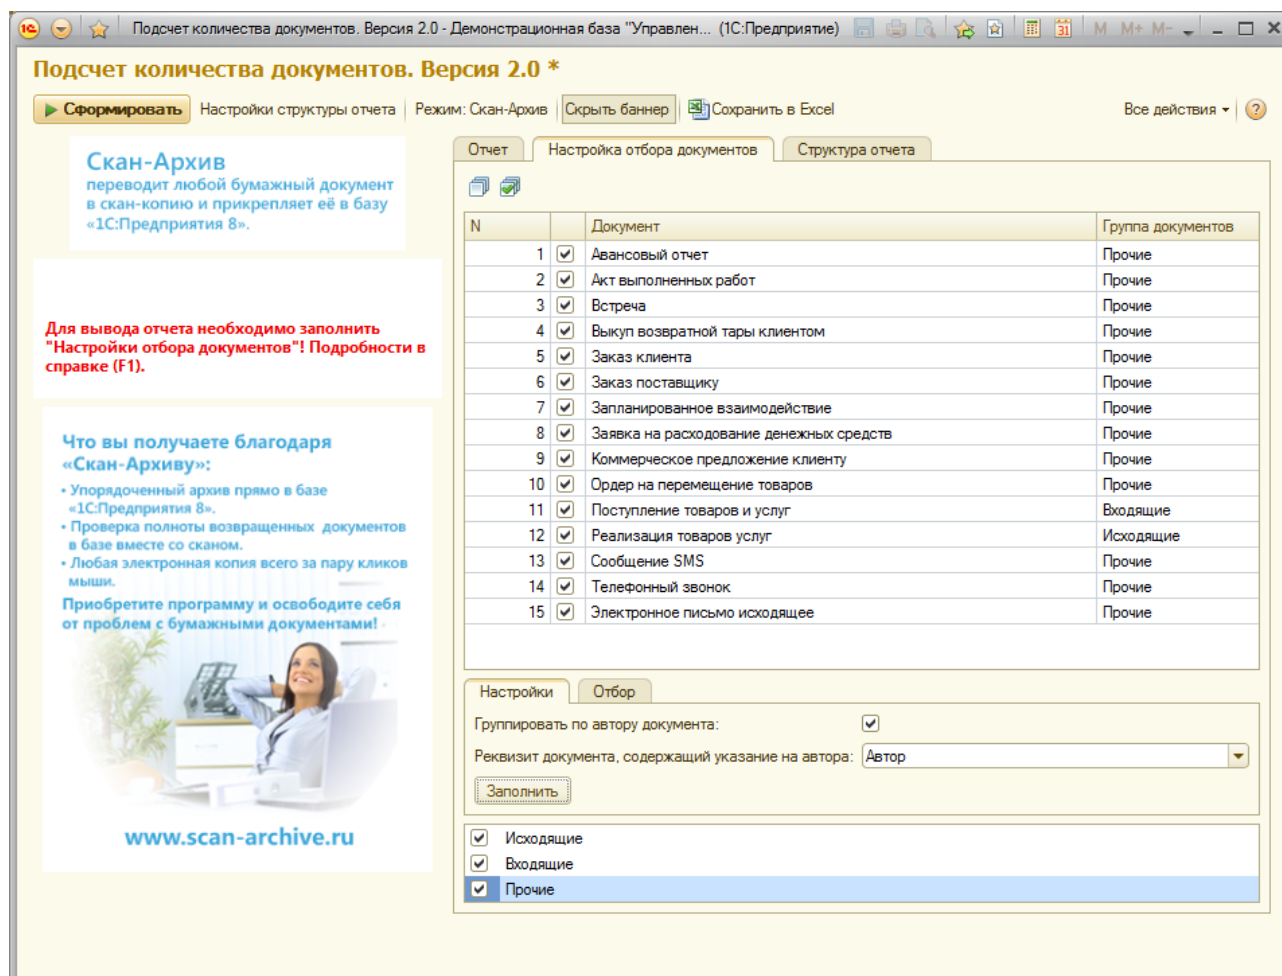 Подсчет количества документов. Версия 2.0 - Демонстрационная база "Управлен... (1С:Предприятие) 31 M M+ M-
Подсчет количества документов. Версия 2.0 *
Сформировать Настройки структуры отчета Режим: Скан-Архив Скрыть баннер Сохранить в Excel Все действия ?
Скан-Архив
переводит любой бумажный документ
в скан-копию и прикрепляет её в базу
«1С:Предприятия 8».
Для вывода отчета необходимо заполнить
"Настройки отбора документов"! Подробности в
справке (F1).
Что вы получаете благодаря
«Скан-Архиву»:
• Упорядоченный архив прямо в базе
«1С:Предприятия 8».
• Проверка полноты возвращенных документов
в базе вместе со сканом.
• Любая электронная копия всего за пару кликов
мыши.
Приобретите программу и освободите себя
от проблем с бумажными документами!
www.scan-archive.ru
Отчет Настройка отбора документов Структура отчета
N Документ Группа документов
1 Авансовый отчет Прочие
2 Акт выполненных работ Прочие
3 Встреча Прочие
4 Выкуп возвратной тары клиентом Прочие
5 Заказ клиента Прочие
6 Заказ поставщику Прочие
7 Запланированное взаимодействие Прочие
8 Заявка на расходование денежных средств Прочие
9 Коммерческое предложение клиенту Прочие
10 Ордер на перемещение товаров Прочие
11 Поступление товаров и услуг Входящие
12 Реализация товаров услуг Исходящие
13 Сообщение SMS Прочие
14 Телефонный звонок Прочие
15 Электронное письмо исходящее Прочие
Настройки Отбор
Группировать по автору документа:
Реквизит документа, содержащий указание на автора: Автор
Заполнить
Исходящие
Входящие
Прочие